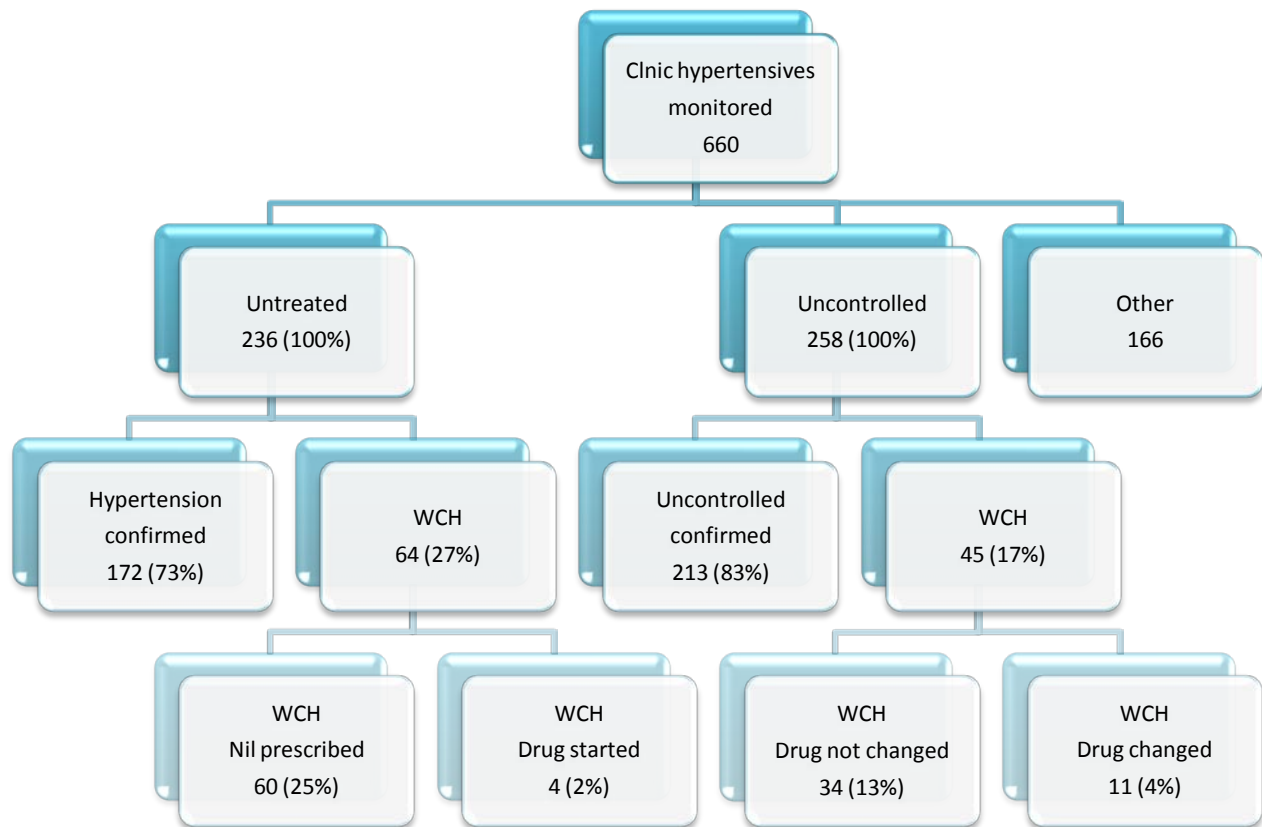 Clnic hypertensives
monitored
660
Untreated
236 (100%)
Uncontrolled
258 (100%)
Other
166
Hypertension
confirmed
172 (73%)
WCH
64 (27%)
Uncontrolled
confirmed
213 (83%)
WCH
45 (17%)
WCH
Nil prescribed
60 (25%)
WCH
Drug started
4 (2%)
WCH
Drug not changed
34 (13%)
WCH
Drug changed
11 (4%)